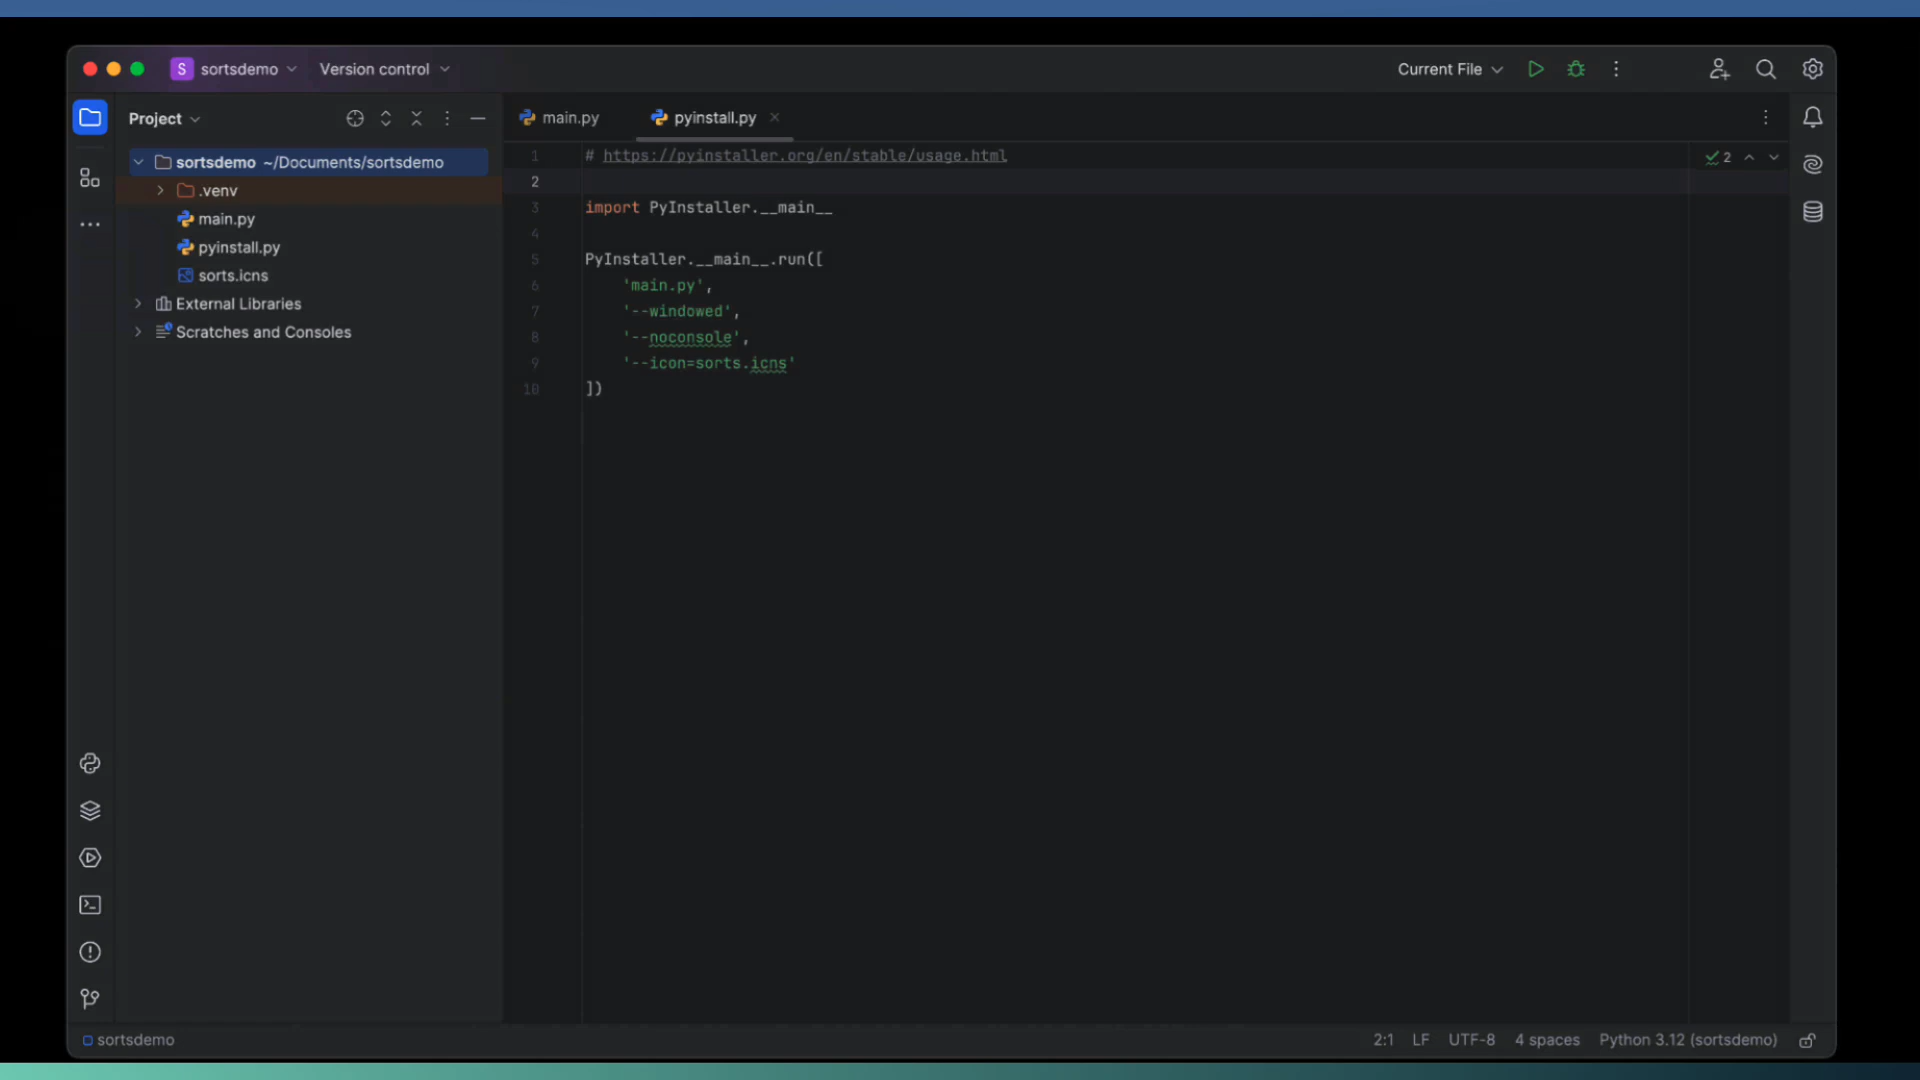 S sortsdemo Version control Current File
Project main.py pyinstall.py
sortsdemo ~/Documents/sortsdemo
.venv
main.py
pyinstall.py
sorts.icns
External Libraries
Scratches and Consoles
1 # https://pyinstaller.org/en/stable/usage.html 2
2
3 import PyInstaller.__main__
4
5 PyInstaller.__main__.run([
6 'main.py',
7 '--windowed',
8 '--noconsole',
9 '--icon=sorts.icns'
10 ])
sortsdemo 2:1 LF UTF-8 4 spaces Python 3.12 (sortsdemo)